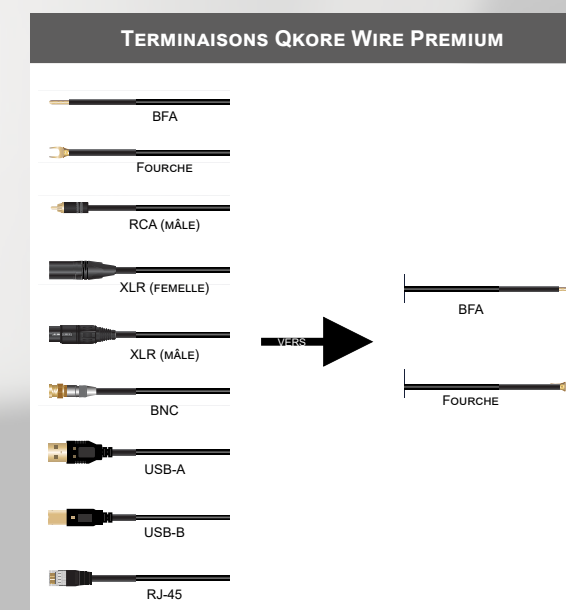 Terminaisons Qkore Wire Premium
BFA
Fourche
RCA (mâle)
XLR (femelle)
XLR (mâle)
BNC
USB-A
USB-B
RJ-45
VERS
BFA
Fourche